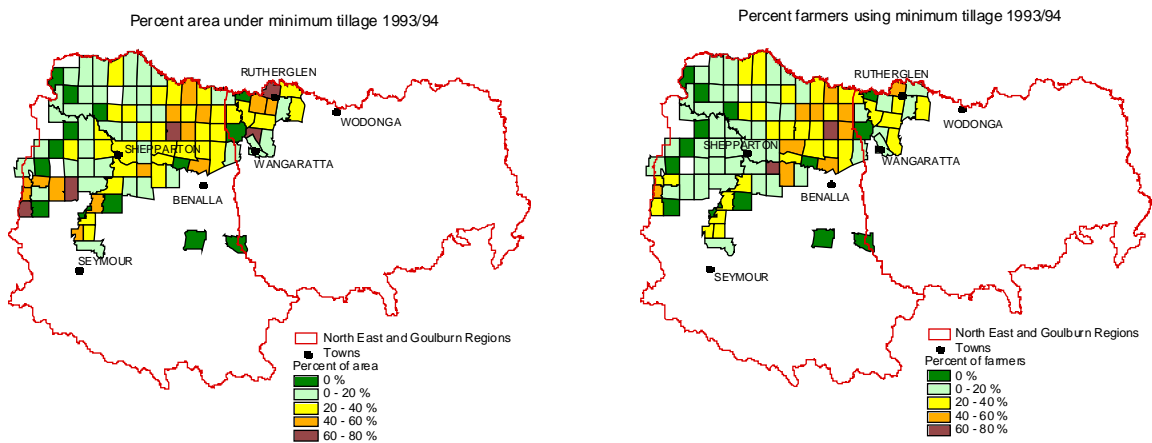 Percent area under minimum tillage 1993/94
RUTHERGLEN
WODONGA
SHEPPARTON
WANGARATTA
BENALLA
SEYMOUR
North East and Goulburn Regions
Towns
Percent of area
0 %
0 - 20 %
20 - 40 %
40 - 60 %
60 - 80 %
Percent farmers using minimum tillage 1993/94
RUTHERGLEN
WODONGA
SHEPPARTON
WANGARATTA
BENALLA
SEYMOUR
North East and Goulburn Regions
Towns
Percent of farmers
0 %
0 - 20 %
20 - 40 %
40 - 60 %
60 - 80 %